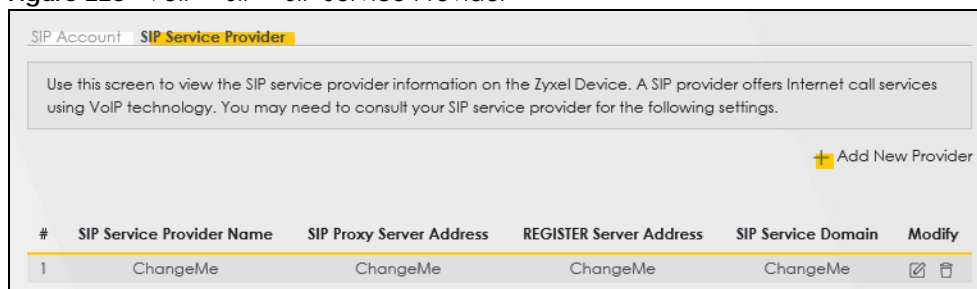 SIP Account SIP Service Provider
Use this screen to view the SIP service provider information on the Zyxel Device. A SIP provider offers Internet call services
using VoIP technology. You may need to consult your SIP service provider for the following settings.
+ Add New Provider
# SIP Service Provider Name SIP Proxy Server Address REGISTER Server Address SIP Service Domain Modify
1 ChangeMe ChangeMe ChangeMe ChangeMe